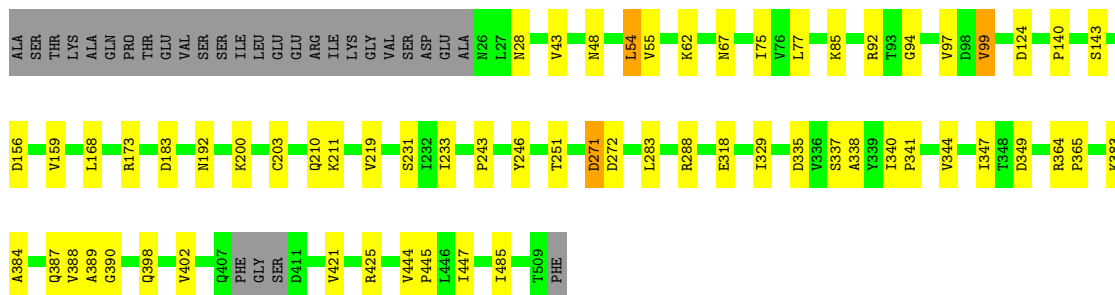 ALA SER THR LYS ALA GLN PRO THR GLU VAL SER SER ILE LEU GLU GLU ARG ILE LYS GLY VAL SER ASP GLU ALA N26 L27 N28 V43 N48 L54 V55 K62 N67 I75 V76 L77 K85 R92 T93 G94 V97 D98 V99 D124 P140 S143
D156 V159 L168 R173 D183 N192 K200 C203 Q210 K211 V219 S231 I232 I233 P243 Y246 T251 D271 D272 L283 R288 E318 I329 D335 V336 S337 A338 Y339 I340 P341 V344 I347 T348 D349 R364 P365
A384 Q387 V388 A389 G390 Q398 V402 Q407 PHE GLY SER D411 V421 R425 V444 P445 L446 I447 I485 T509 PHE